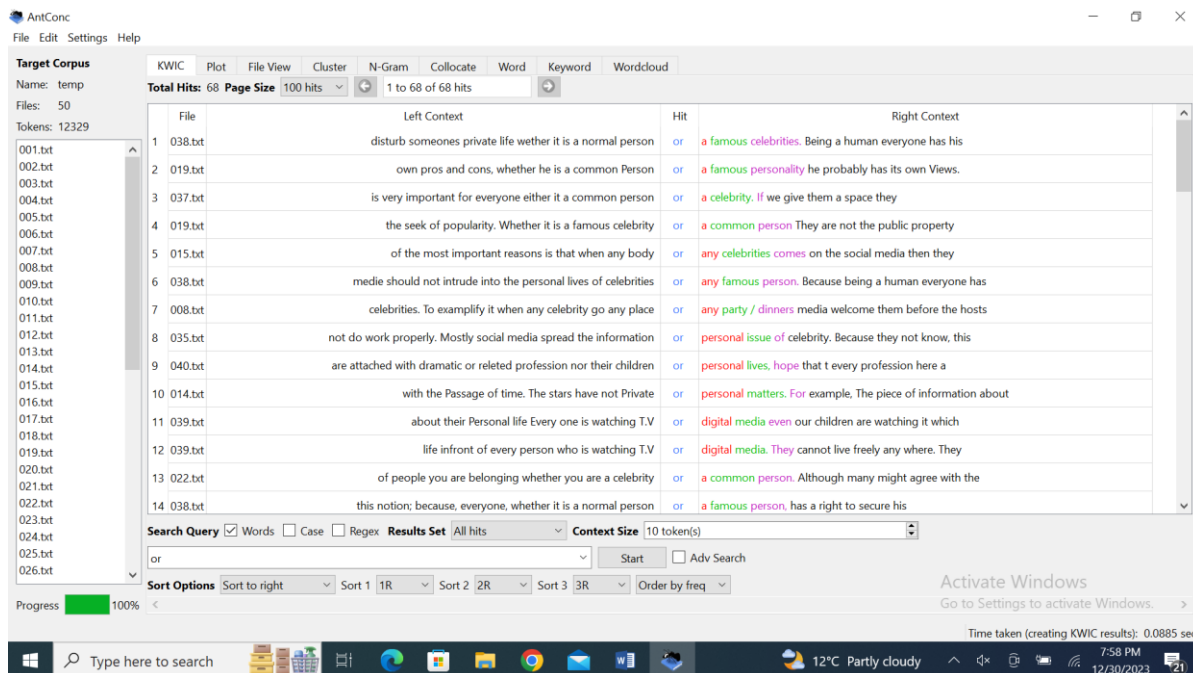 AntConc
File Edit Settings Help
Target Corpus
Name: temp
Files: 50
Tokens: 12329
001.txt
002.txt
003.txt
004.txt
005.txt
006.txt
007.txt
008.txt
009.txt
010.txt
011.txt
012.txt
013.txt
014.txt
015.txt
016.txt
017.txt
018.txt
019.txt
020.txt
021.txt
022.txt
023.txt
024.txt
025.txt
026.txt
Progress 100%
KWIC Plot File View Cluster N-Gram Collocate Word Keyword Wordcloud
Total Hits: 68 Page Size 100 hits 1 to 68 of 68 hits
File Left Context Hit Right Context
1 038.txt disturb someones private life wether it is a normal person or a famous celebrities. Being a human everyone has his
2 019.txt own pros and cons, whether he is a common Person or a famous personality he probably has its own Views.
3 037.txt is very important for everyone either it a common person or a celebrity. If we give them a space they
4 019.txt the seek of popularity. Whether it is a famous celebrity or a common person They are not the public property
5 015.txt of the most important reasons is that when any body or any celebrities comes on the social media then they
6 038.txt medie should not intrude into the personal lives of celebrities or any famous person. Because being a human everyone has
7 008.txt celebrities. To examplify it when any celebrity go any place or any party / dinners media welcome them before the hosts
8 035.txt not do work properly. Mostly social media spread the information or personal issue of celebrity. Because they not know, this
9 040.txt are attached with dramatic or releted profession nor their children or personal lives, hope that t every profession here a
10 014.txt with the Passage of time. The stars have not Private or personal matters. For example, The piece of information about
11 039.txt about their Personal life Every one is watching T.V or digital media even our children are watching it which
12 039.txt life infront of every person who is watching T.V or digital media. They cannot live freely any where. They
13 022.txt of people you are belonging whether you are a celebrity or a common person. Although many might agree with the
14 038.txt this notion; because, everyone, whether it is a normal person or a famous person, has a right to secure his
Search Query Words Case Regex Results Set All hits Context Size 10 token(s)
or Start Adv Search
Sort Options Sort to right Sort 1 1R Sort 2 2R Sort 3 3R Order by freq
Activate Windows
Go to Settings to activate Windows.
Time taken (creating KWIC results): 0.0885 sec
Type here to search
12°C Partly cloudy
7:58 PM
12/30/2023
21